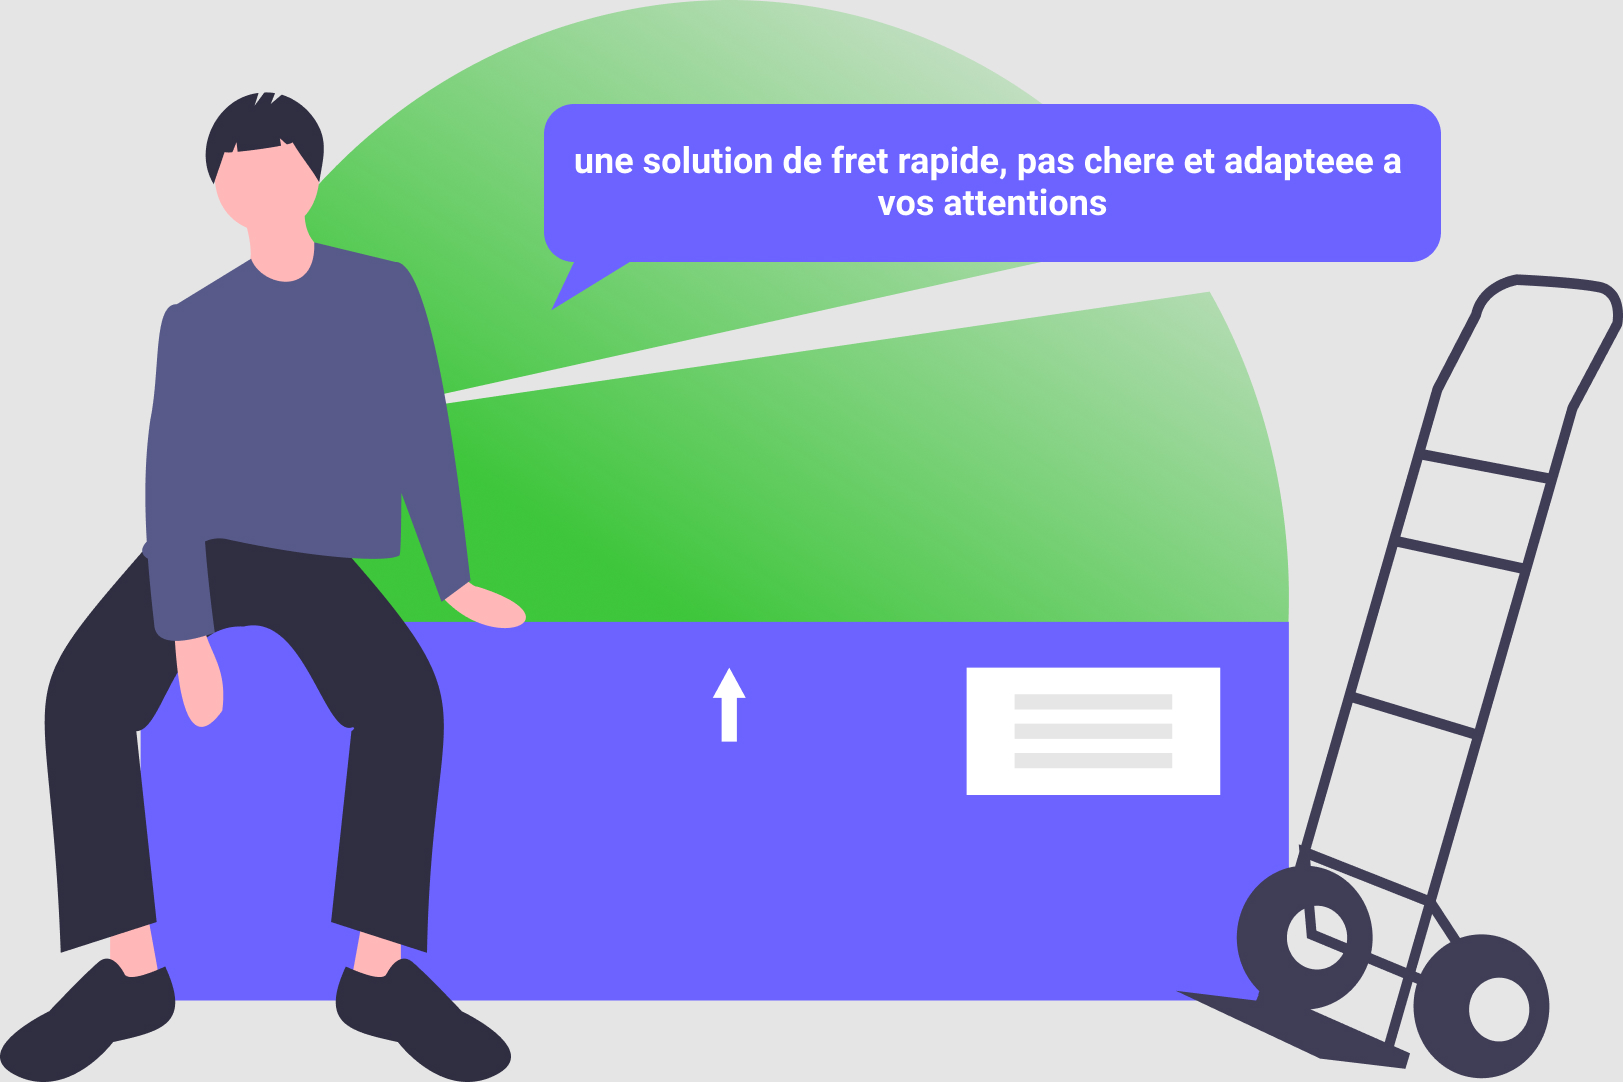 une solution de fret rapide, pas chere et adapteee a
vos attentions